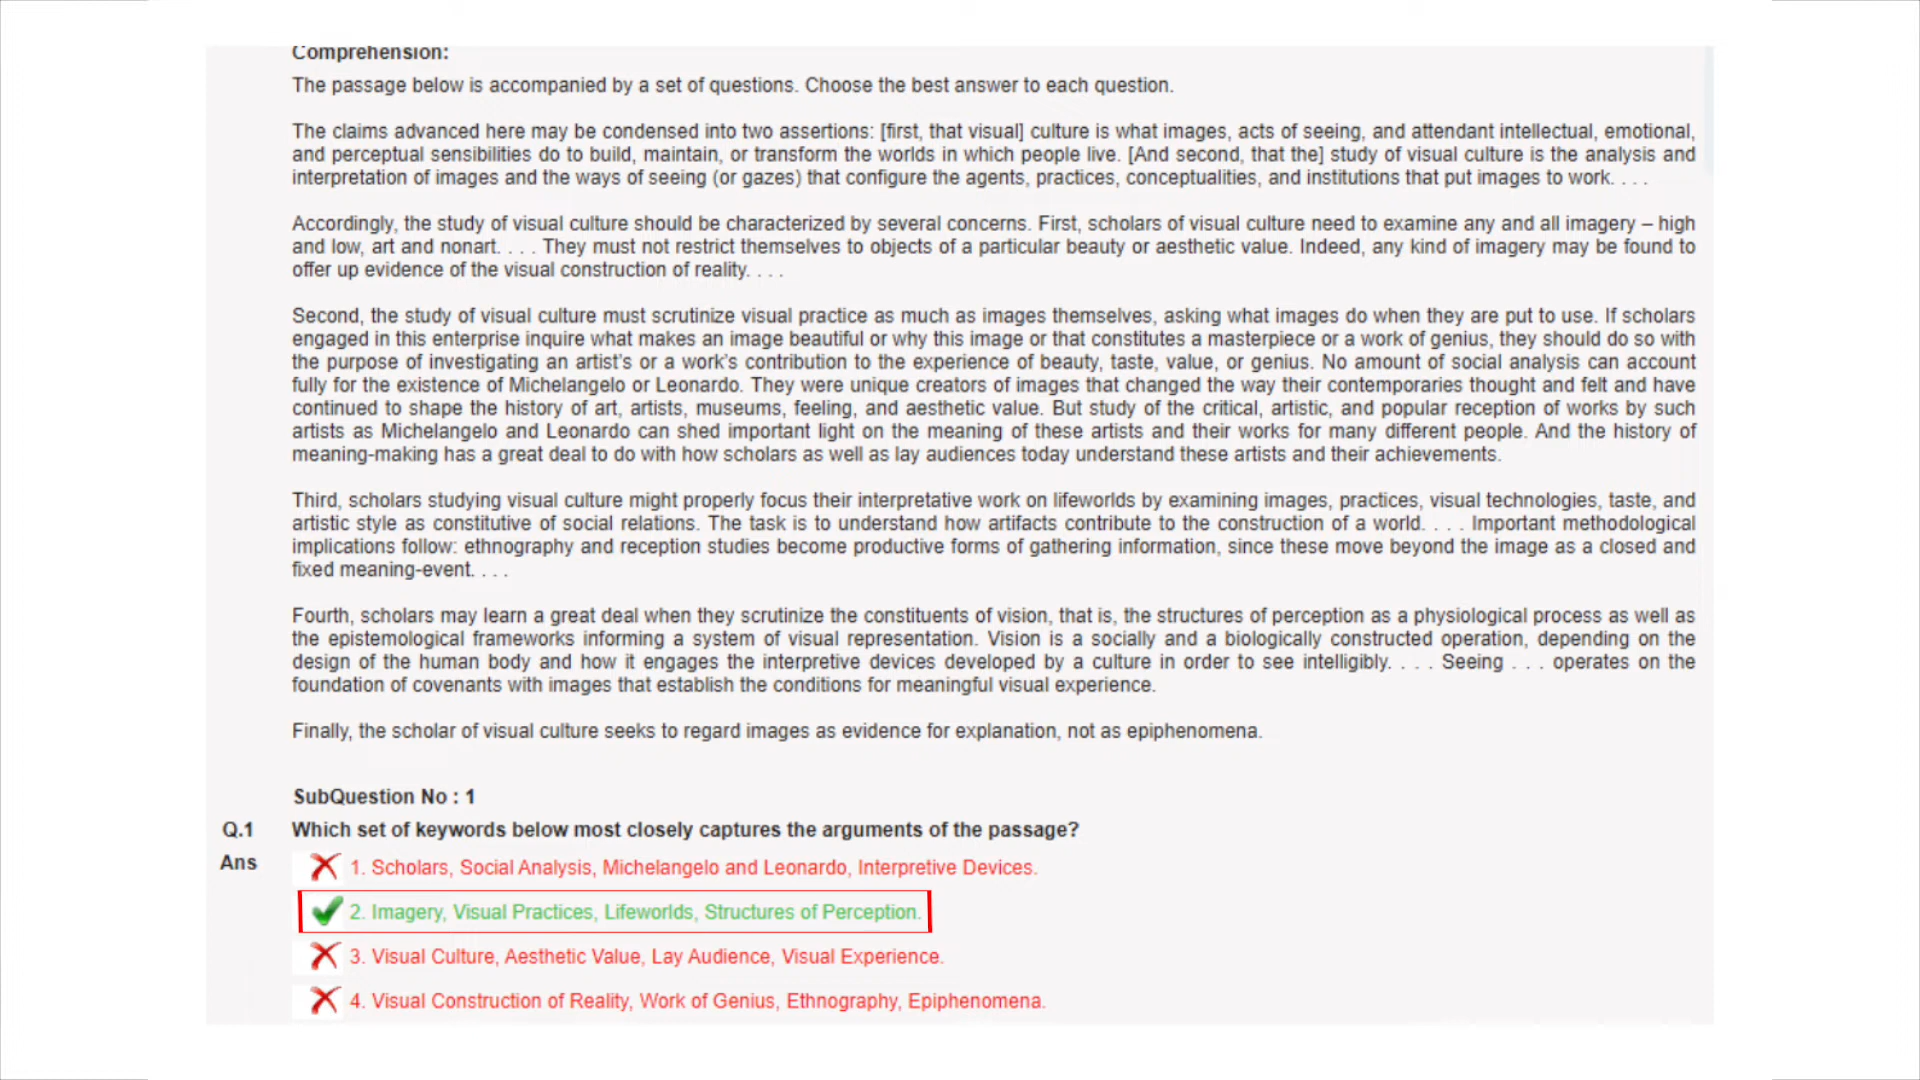 Comprehension:
The passage below is accompanied by a set of questions. Choose the best answer to each question.
The claims advanced here may be condensed into two assertions: [first, that visual] culture is what images, acts of seeing, and attendant intellectual, emotional,
and perceptual sensibilities do to build, maintain, or transform the worlds in which people live. [And second, that the] study of visual culture is the analysis and
interpretation of images and the ways of seeing (or gazes) that configure the agents, practices, conceptualities, and institutions that put images to work. . . .
Accordingly, the study of visual culture should be characterized by several concerns. First, scholars of visual culture need to examine any and all imagery – high
and low, art and nonart. . . . They must not restrict themselves to objects of a particular beauty or aesthetic value. Indeed, any kind of imagery may be found to
offer up evidence of the visual construction of reality. . . .
Second, the study of visual culture must scrutinize visual practice as much as images themselves, asking what images do when they are put to use. If scholars
engaged in this enterprise inquire what makes an image beautiful or why this image or that constitutes a masterpiece or a work of genius, they should do so with
the purpose of investigating an artist's or a work's contribution to the experience of beauty, taste, value, or genius. No amount of social analysis can account
fully for the existence of Michelangelo or Leonardo. They were unique creators of images that changed the way their contemporaries thought and felt and have
continued to shape the history of art, artists, museums, feeling, and aesthetic value. But study of the critical, artistic, and popular reception of works by such
artists as Michelangelo and Leonardo can shed important light on the meaning of these artists and their works for many different people. And the history of
meaning-making has a great deal to do with how scholars as well as lay audiences today understand these artists and their achievements.
Third, scholars studying visual culture might properly focus their interpretative work on lifeworlds by examining images, practices, visual technologies, taste, and
artistic style as constitutive of social relations. The task is to understand how artifacts contribute to the construction of a world. . . . Important methodological
implications follow: ethnography and reception studies become productive forms of gathering information, since these move beyond the image as a closed and
fixed meaning-event. . . .
Fourth, scholars may learn a great deal when they scrutinize the constituents of vision, that is, the structures of perception as a physiological process as well as
the epistemological frameworks informing a system of visual representation. Vision is a socially and a biologically constructed operation, depending on the
design of the human body and how it engages the interpretive devices developed by a culture in order to see intelligibly. . . . Seeing . . . operates on the
foundation of covenants with images that establish the conditions for meaningful visual experience.
Finally, the scholar of visual culture seeks to regard images as evidence for explanation, not as epiphenomena.
SubQuestion No : 1
Q.1 Which set of keywords below most closely captures the arguments of the passage?
Ans 1. Scholars, Social Analysis, Michelangelo and Leonardo, Interpretive Devices.
2. Imagery, Visual Practices, Lifeworlds, Structures of Perception.
3. Visual Culture, Aesthetic Value, Lay Audience, Visual Experience.
4. Visual Construction of Reality, Work of Genius, Ethnography, Epiphenomena.